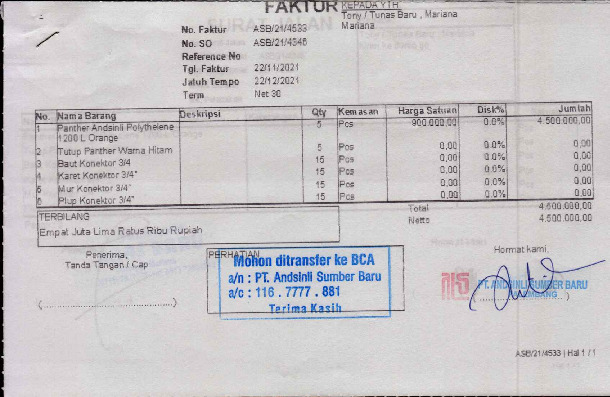 FAKTUR
KEPADA YTH
Tony / Tunas Baru , Mariana
Mariana
No. Faktur ASB/21/4533
No. SO ASB/21/4345
Reference No
Tgl. Faktur 22/11/2021
Jatuh Tempo 22/12/2021
Term Net 30
No. Nama Barang Deskripsi Qty Kemasan Harga Satuan Disk% Jumlah
1 Panther Andsinli Polythelene 5 Pcs 900.000,00 0.0% 4.500.000,00
1200 L Orange
2 Tutup Panther Warna Hitam 5 Pcs 0,00 0.0% 0,00
3 Baut Konektor 3/4 15 Pcs 0,00 0.0% 0,00
4 Karet Konektor 3/4" 15 Pcs 0,00 0.0% 0,00
5 Mur Konektor 3/4" 15 Pcs 0,00 0.0% 0,00
6 Plup Konektor 3/4" 15 Pcs 0,00 0.0% 0,00
TERBILANG
Empat Juta Lima Ratus Ribu Rupiah
Total 4.500.000,00
Netto 4.500.000,00
Penerima,
Tanda Tangan / Cap
(..............................)
PERHATIAN
Mohon ditransfer ke BCA
a/n : PT. Andsinli Sumber Baru
a/c : 116 . 7777 . 881
Terima Kasih
Hormat kami,
PT. ANDSINLI SUMBER BARU
PALEMBANG
ASB/21/4533 | Hal 1 / 1